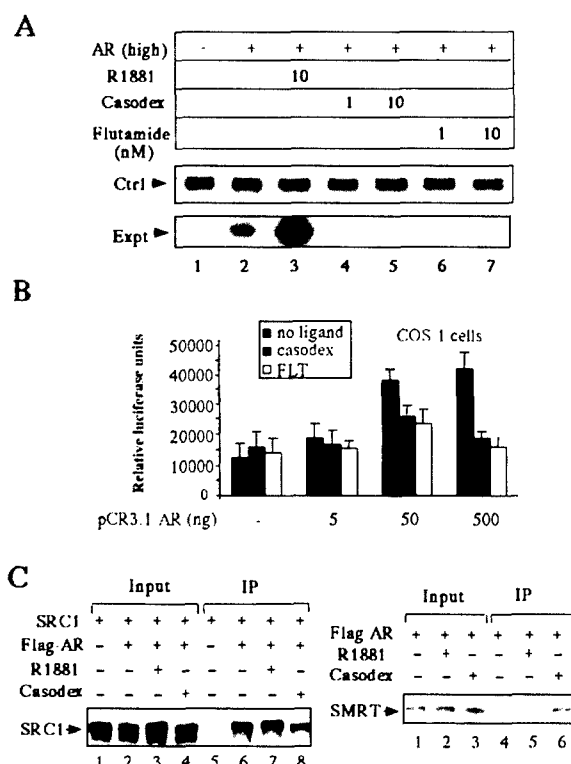 A
AR (high) - + + + + + +
R1881 10
Casodex 1 10
Flutamide 1 10
(nM)
Ctrl
Expt
1 2 3 4 5 6 7
B
no ligand
casodex
FLT
COS 1 cells
Relative luciferase units
50000
40000
30000
20000
10000
0
pCR3.1 AR (ng) - 5 50 500
C
Input IP
SRC1 + + + + + + + +
Flag-AR - + + + - + + +
R1881 - - + - - - + -
Casodex - - - + - - - +
SRC1
1 2 3 4 5 6 7 8
Input IP
Flag AR + + + + + +
R1881 - + - - + -
Casodex - - + - - +
SMRT
1 2 3 4 5 6